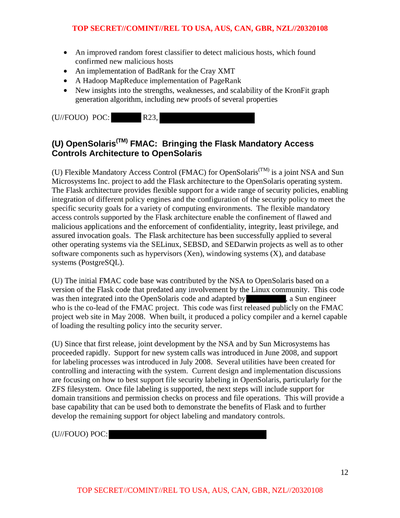 TOP SECRET//COMINT//REL TO USA, AUS, CAN, GBR, NZL//20320108
• An improved random forest classifier to detect malicious hosts, which found
confirmed new malicious hosts
• An implementation of BadRank for the Cray XMT
• A Hadoop MapReduce implementation of PageRank
• New insights into the strengths, weaknesses, and scalability of the KronFit graph
generation algorithm, including new proofs of several properties
(U//FOUO) POC: R23,
(U) OpenSolaris(TM) FMAC: Bringing the Flask Mandatory Access
Controls Architecture to OpenSolaris
(U) Flexible Mandatory Access Control (FMAC) for OpenSolaris(TM) is a joint NSA and Sun
Microsystems Inc. project to add the Flask architecture to the OpenSolaris operating system.
The Flask architecture provides flexible support for a wide range of security policies, enabling
integration of different policy engines and the configuration of the security policy to meet the
specific security goals for a variety of computing environments. The flexible mandatory
access controls supported by the Flask architecture enable the confinement of flawed and
malicious applications and the enforcement of confidentiality, integrity, least privilege, and
assured invocation goals. The Flask architecture has been successfully applied to several
other operating systems via the SELinux, SEBSD, and SEDarwin projects as well as to other
software components such as hypervisors (Xen), windowing systems (X), and database
systems (PostgreSQL).
(U) The initial FMAC code base was contributed by the NSA to OpenSolaris based on a
version of the Flask code that predated any involvement by the Linux community. This code
was then integrated into the OpenSolaris code and adapted by , a Sun engineer
who is the co-lead of the FMAC project. This code was first released publicly on the FMAC
project web site in May 2008. When built, it produced a policy compiler and a kernel capable
of loading the resulting policy into the security server.
(U) Since that first release, joint development by the NSA and by Sun Microsystems has
proceeded rapidly. Support for new system calls was introduced in June 2008, and support
for labeling processes was introduced in July 2008. Several utilities have been created for
controlling and interacting with the system. Current design and implementation discussions
are focusing on how to best support file security labeling in OpenSolaris, particularly for the
ZFS filesystem. Once file labeling is supported, the next steps will include support for
domain transitions and permission checks on process and file operations. This will provide a
base capability that can be used both to demonstrate the benefits of Flask and to further
develop the remaining support for object labeling and mandatory controls.
(U//FOUO) POC:
12
TOP SECRET//COMINT//REL TO USA, AUS, CAN, GBR, NZL//20320108